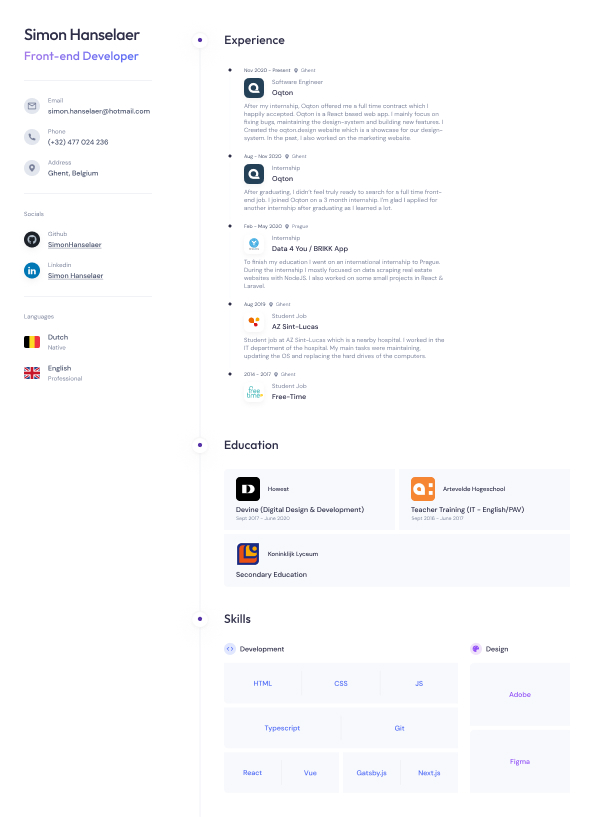 Simon Hanselaer
Front-end Developer
Email
simon.hanselaer@hotmail.com
Phone
(+32) 477 024 236
Address
Ghent, Belgium
Socials
Github
SimonHanselaer
Linkedin
Simon Hanselaer
Languages
Dutch
Native
English
Professional
Experience
Nov 2020 - Present Ghent
Software Engineer
Oqton
After my internship, Oqton offered me a full time contract which I
happily accepted. Oqton is a React based web app. I mainly focus on
fixing bugs, maintaining the design-system and building new features. I
Created the oqton.design website which is a showcase for our design-
system. In the past, I also worked on the marketing website.
Aug - Nov 2020 Ghent
Internship
Oqton
After graduating, I didn't feel truly ready to search for a full time front-
end job. I joined Oqton on a 3 month internship. I'm glad I applied for
another internship after graduating as I learned a lot.
Feb - May 2020 Prague
Internship
Data 4 You / BRIKK App
To finish my education I went on an international internship to Prague.
During the internship I mostly focused on data scraping real estate
websites with NodeJS. I also worked on some small projects in React &
Laravel.
Aug 2019 Ghent
Student Job
AZ Sint-Lucas
Student job at AZ Sint-Lucas which is a nearby hospital. I worked in the
IT department of the hospital. My main tasks were maintaining,
updating the OS and replacing the hard drives of the computers.
2014 - 2017 Ghent
free
time
Student Job
Free-Time
Education
Howest
Devine (Digital Design & Development)
Sept 2017 - June 2020
Artevelde Hogeschool
Teacher Training (IT - English/PAV)
Sept 2016 - June 2017
Koninklijk Lyceum
Secondary Education
Skills
Development
HTML CSS JS
Typescript Git
React Vue Gatsby.js Next.js
Design
Adobe
Figma